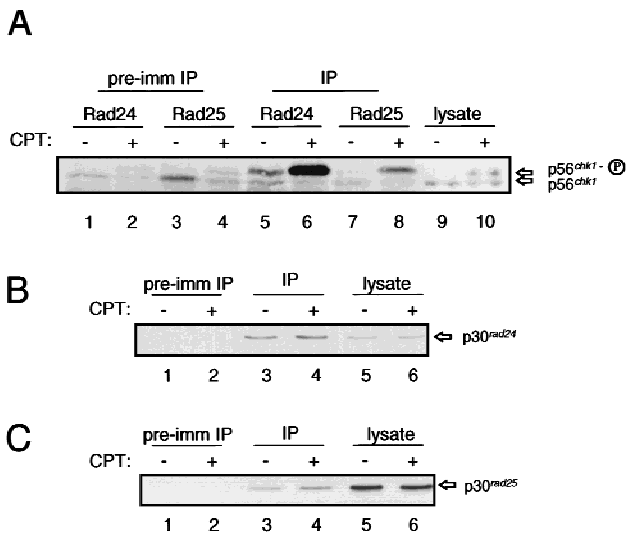 A
pre-imm IP IP
Rad24 Rad25 Rad24 Rad25 lysate
CPT: - + - + - + - + - +
p56chk1 - P
p56chk1
1 2 3 4 5 6 7 8 9 10
B
pre-imm IP IP lysate
CPT: - + - + - +
p30rad24
1 2 3 4 5 6
C
pre-imm IP IP lysate
CPT: - + - + - +
p30rad25
1 2 3 4 5 6